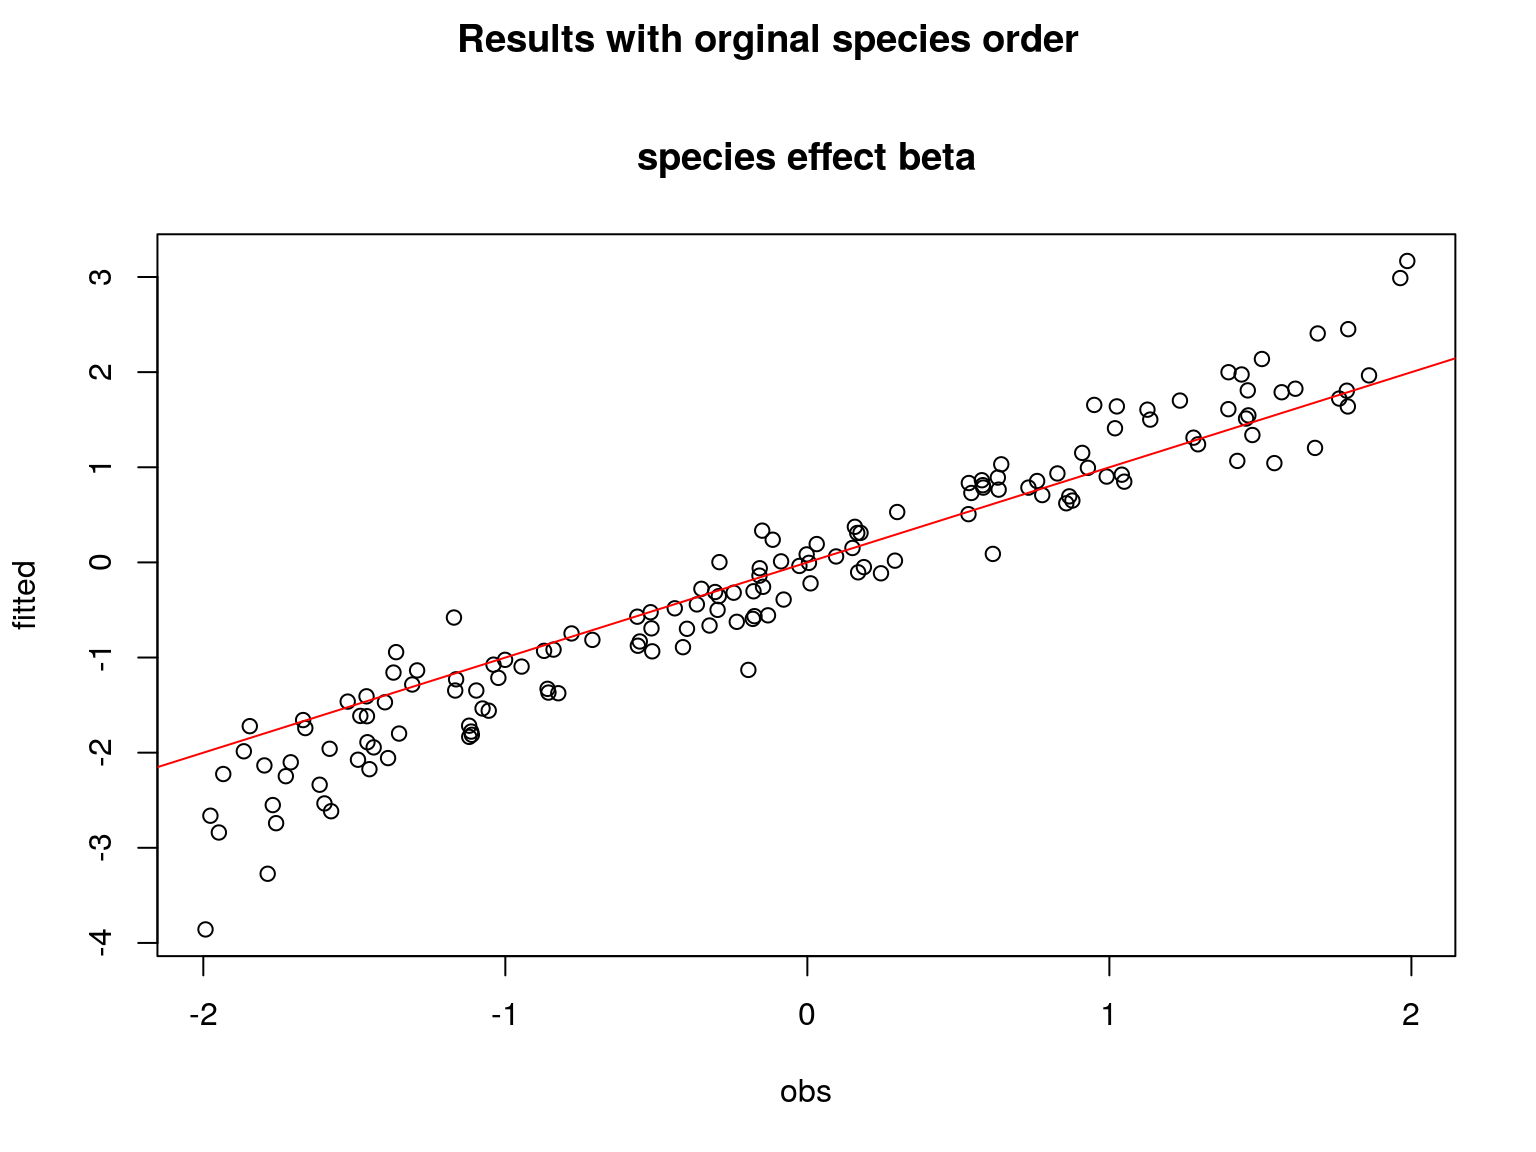 Results with orginal species order
species effect beta
3
2
1
0
-1
-2
-3
-4
fitted
-2 -1 0 1 2
obs